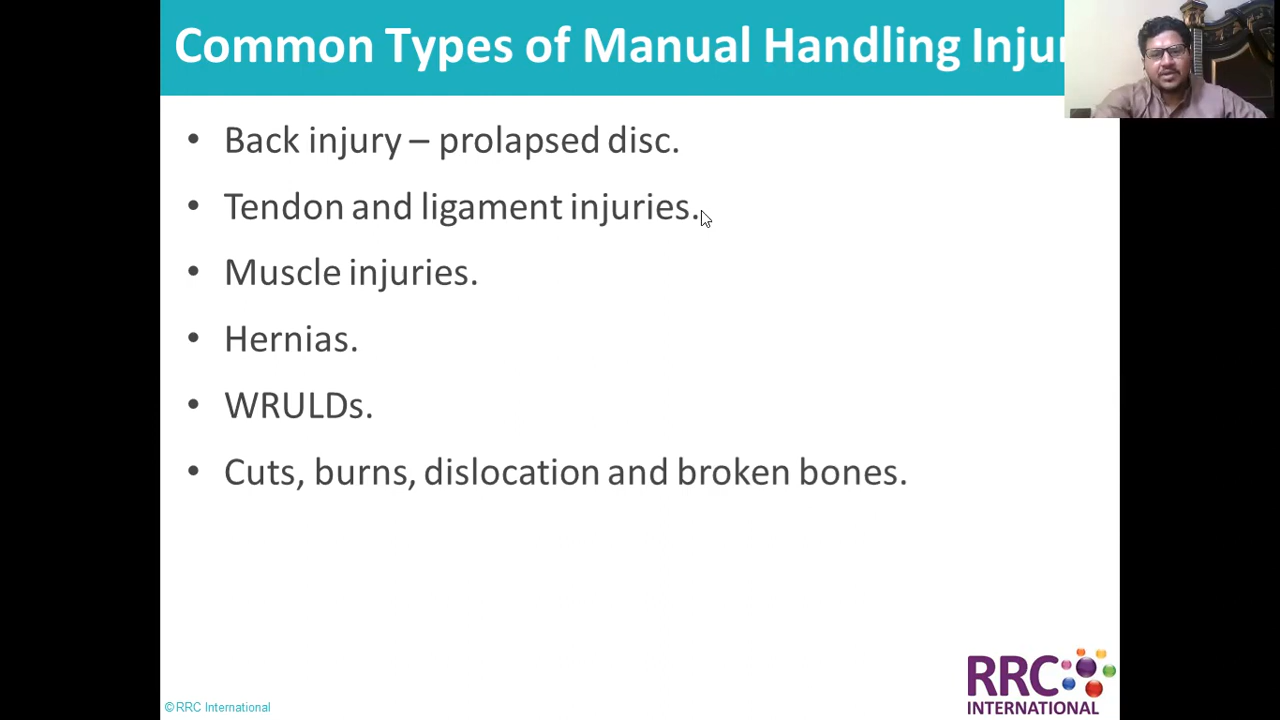 Common Types of Manual Handling
• Back injury – prolapsed disc.
• Tendon and ligament injuries.
• Muscle injuries.
• Hernias.
• WRULDs.
• Cuts, burns, dislocation and broken bones.
© RRC International
RRC
INTERNATIONAL